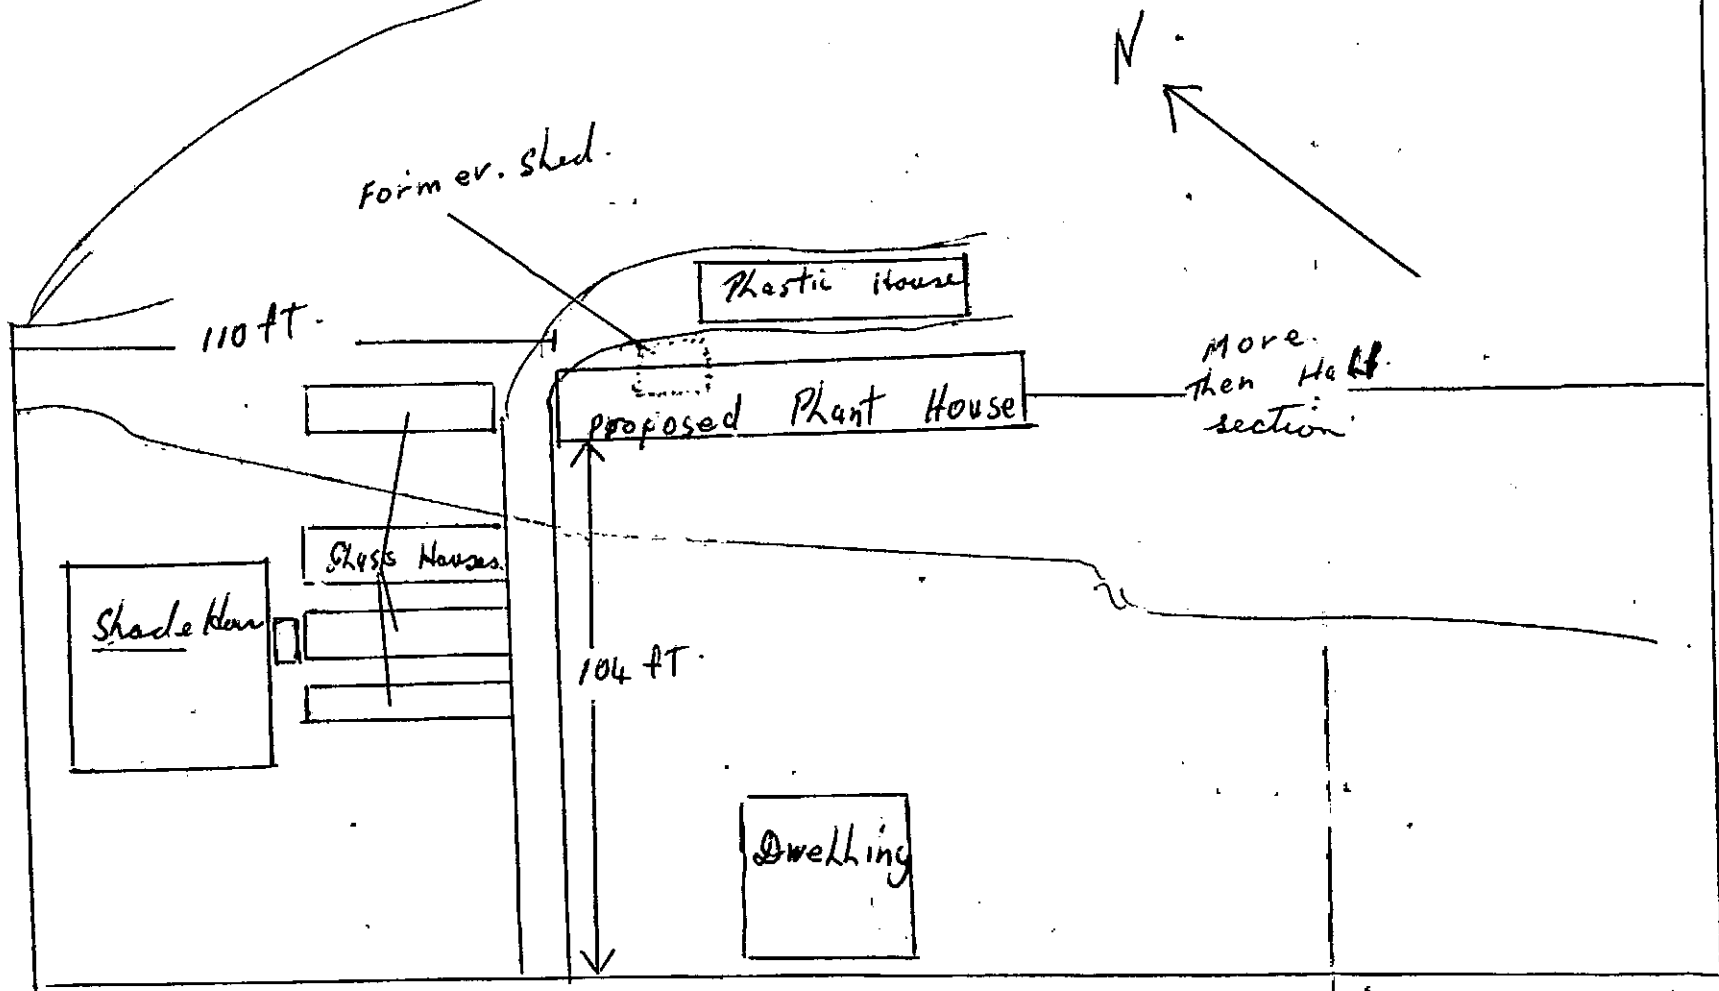 N
Former. shed.
Plastic House
110 ft.
More.
Then Half.
section
proposed Plant House
Glass Houses.
Shade Hou
104 ft.
Dwelling